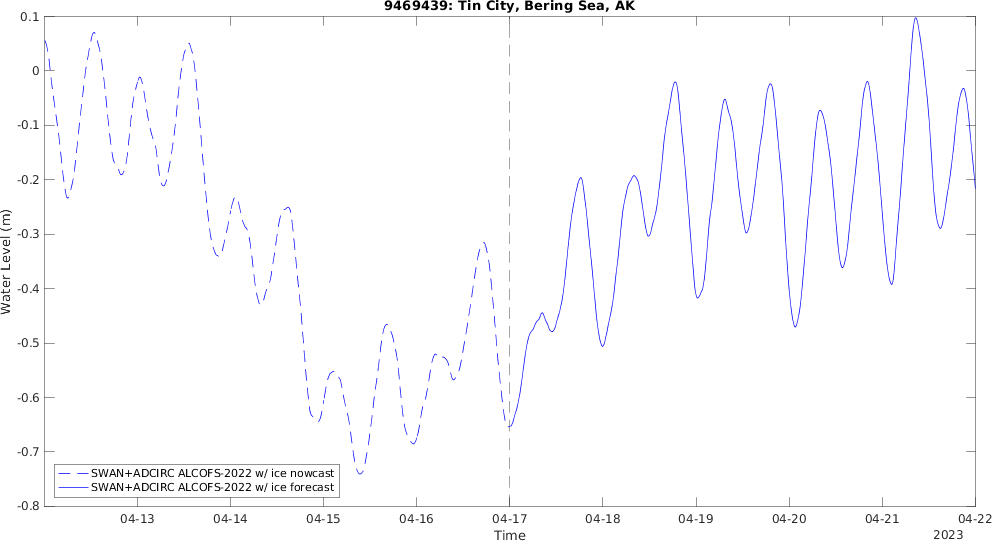 9469439: Tin City, Bering Sea, AK
0.1
0
-0.1
-0.2
-0.3
-0.4
-0.5
-0.6
-0.7
-0.8
Water Level (m)
SWAN+ADCIRC ALCOFS-2022 w/ ice nowcast
SWAN+ADCIRC ALCOFS-2022 w/ ice forecast
04-13 04-14 04-15 04-16 04-17 04-18 04-19 04-20 04-21 04-22
Time
2023